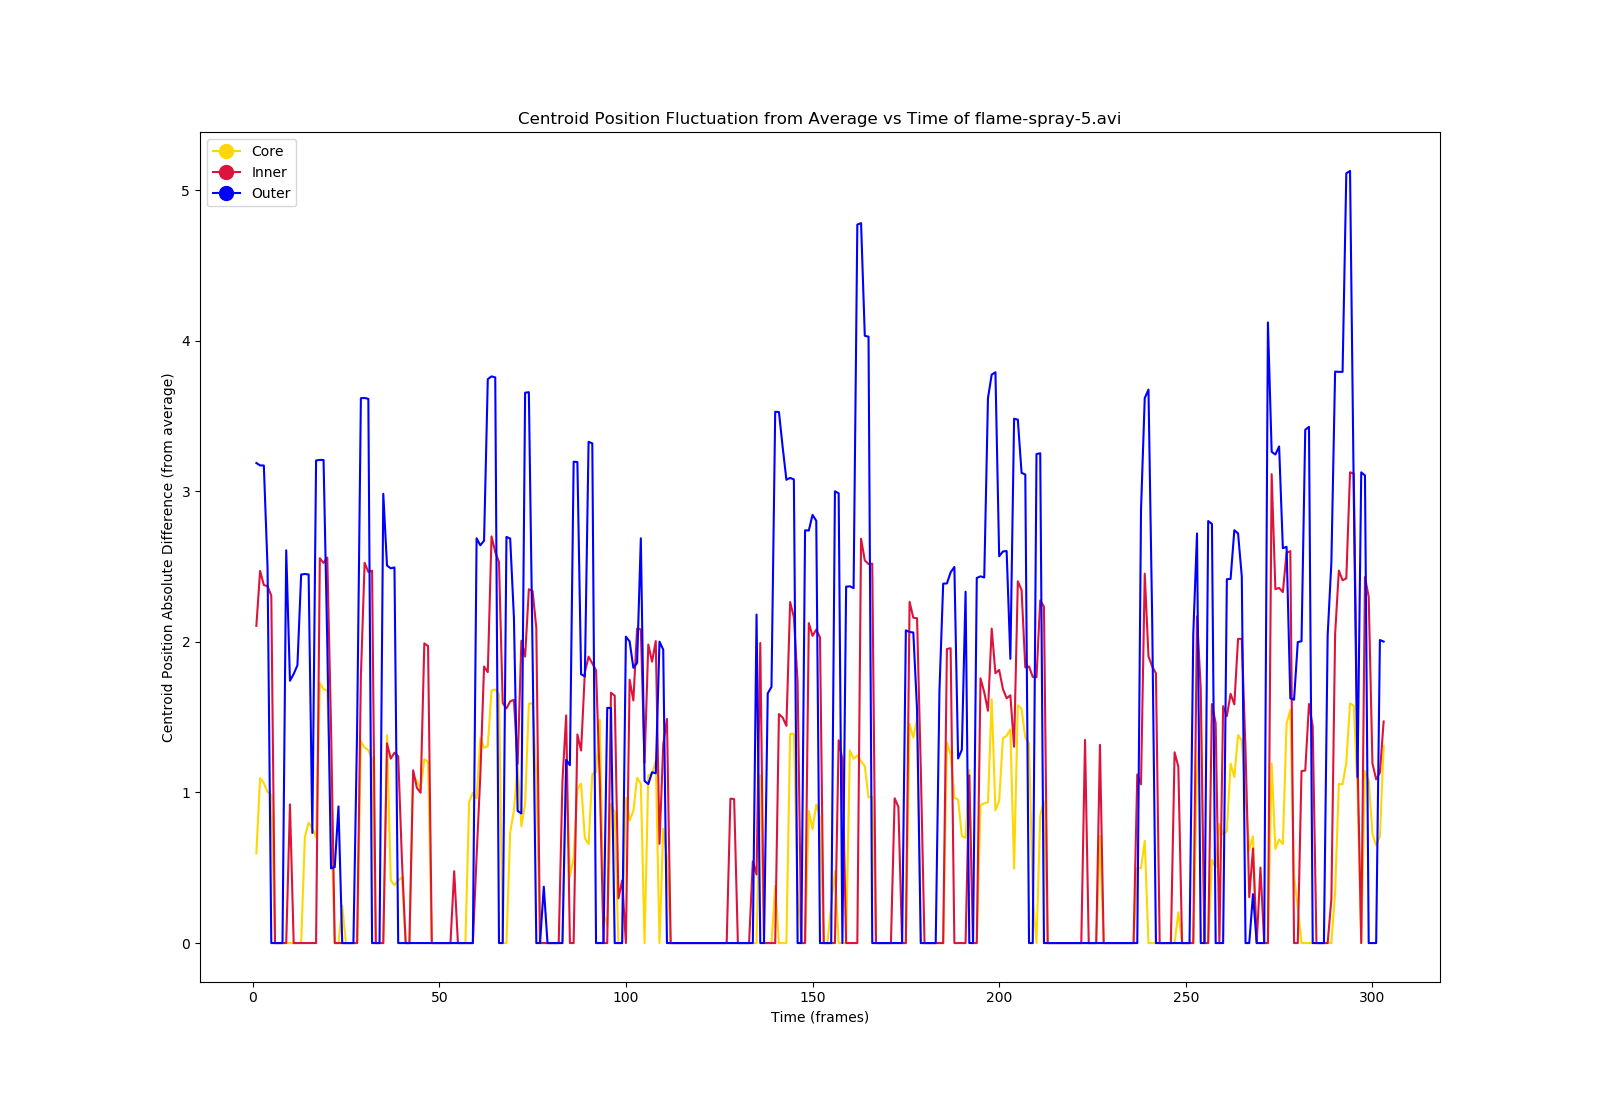 Centroid Position Fluctuation from Average vs Time of flame-spray-5.avi
Core
Inner
Outer
Centroid Position Absolute Difference (from average)
5
4
3
2
1
0
0 50 100 150 200 250 300
Time (frames)